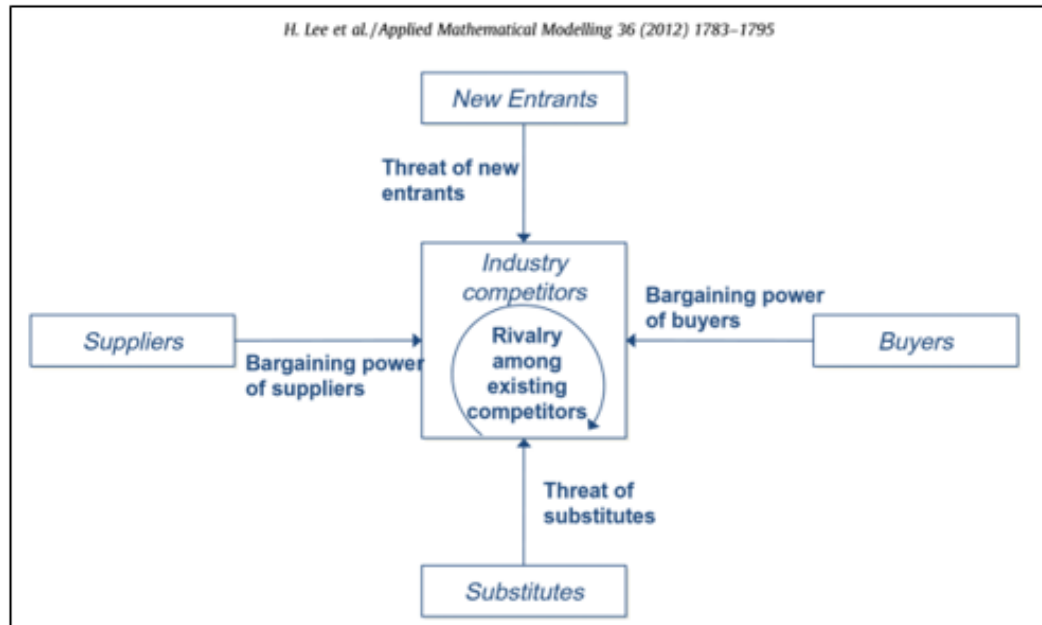 H. Lee et al. / Applied Mathematical Modelling 36 (2012) 1783–1795
New Entrants
Threat of new
entrants
Industry
competitors
Rivalry
among
existing
competitors
Suppliers
Bargaining power
of suppliers
Bargaining power
of buyers
Buyers
Threat of
substitutes
Substitutes